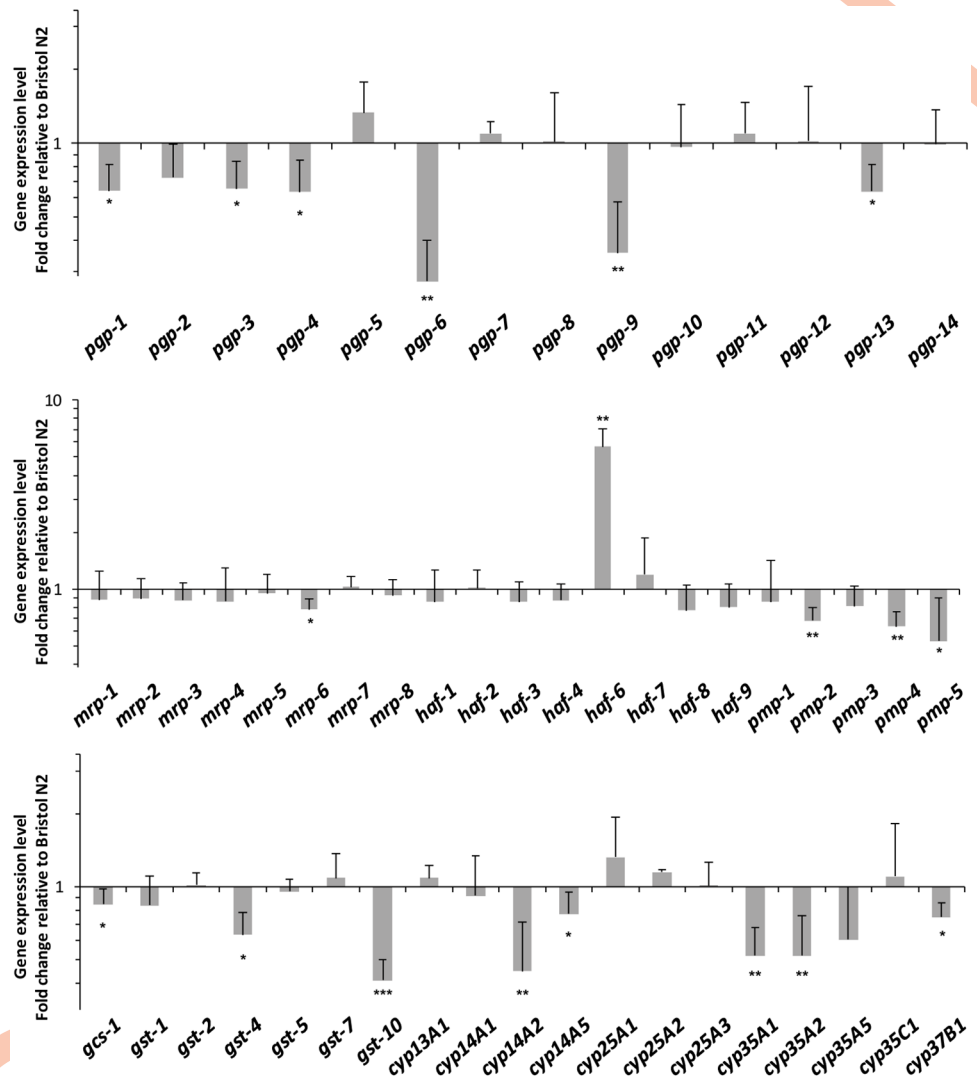 Gene expression level
Fold change relative to Bristol N2
1
* * * ** ** *
pgp-1 pgp-2 pgp-3 pgp-4 pgp-5 pgp-6 pgp-7 pgp-8 pgp-9 pgp-10 pgp-11 pgp-12 pgp-13 pgp-14
Gene expression level
Fold change relative to Bristol N2
10
1
* ** ** ** *
mrp-1 mrp-2 mrp-3 mrp-4 mrp-5 mrp-6 mrp-7 mrp-8 haf-1 haf-2 haf-3 haf-4 haf-6 haf-7 haf-8 haf-9 pmp-1 pmp-2 pmp-3 pmp-4 pmp-5
Gene expression level
Fold change relative to Bristol N2
1
* * *** ** * ** ** *
gcs-1 gst-1 gst-2 gst-4 gst-5 gst-7 gst-10 cyp13A1 cyp14A1 cyp14A2 cyp14A5 cyp25A1 cyp25A2 cyp25A3 cyp35A1 cyp35A2 cyp35A5 cyp35C1 cyp37B1